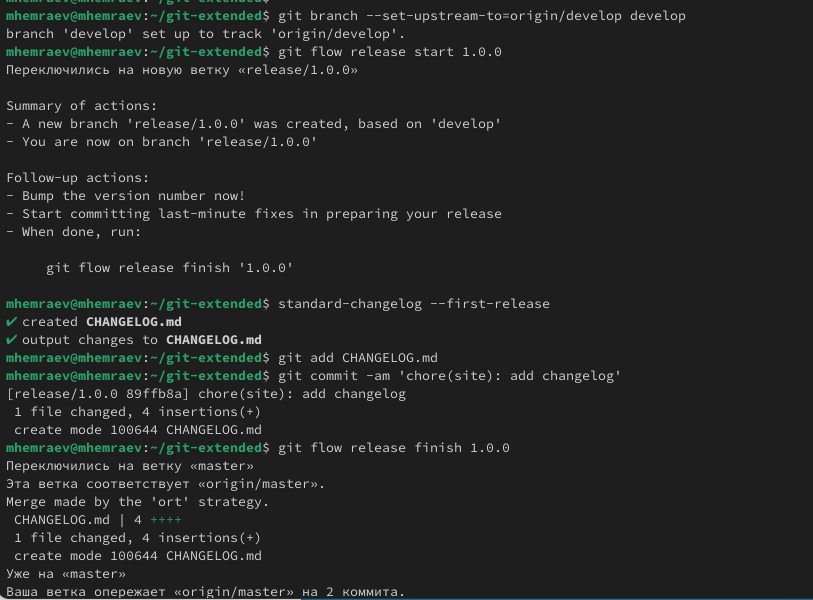 mhemraev@mhemraev:~/git-extended$ git branch --set-upstream-to=origin/develop develop
branch 'develop' set up to track 'origin/develop'.
mhemraev@mhemraev:~/git-extended$ git flow release start 1.0.0
Переключились на новую ветку «release/1.0.0»
Summary of actions:
- A new branch 'release/1.0.0' was created, based on 'develop'
- You are now on branch 'release/1.0.0'
Follow-up actions:
- Bump the version number now!
- Start committing last-minute fixes in preparing your release
- When done, run:
git flow release finish '1.0.0'
mhemraev@mhemraev:~/git-extended$ standard-changelog --first-release
✔ created CHANGELOG.md
✔ output changes to CHANGELOG.md
mhemraev@mhemraev:~/git-extended$ git add CHANGELOG.md
mhemraev@mhemraev:~/git-extended$ git commit -am 'chore(site): add changelog'
[release/1.0.0 89ffb8a] chore(site): add changelog
1 file changed, 4 insertions(+)
create mode 100644 CHANGELOG.md
mhemraev@mhemraev:~/git-extended$ git flow release finish 1.0.0
Переключились на ветку «master»
Эта ветка соответствует «origin/master».
Merge made by the 'ort' strategy.
CHANGELOG.md | 4 ++++
1 file changed, 4 insertions(+)
create mode 100644 CHANGELOG.md
Уже на «master»
Ваша ветка опережает «origin/master» на 2 коммита.